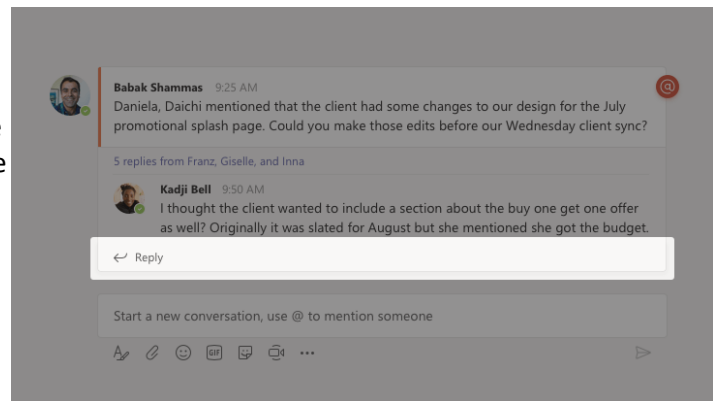 Babak Shammas 9:25 AM
@
Daniela, Daichi mentioned that the client had some changes to our design for the July
promotional splash page. Could you make those edits before our Wednesday client sync?
5 replies from Franz, Giselle, and Inna
Kadji Bell 9:50 AM
I thought the client wanted to include a section about the buy one get one offer
as well? Originally it was slated for August but she mentioned she got the budget.
Reply
Start a new conversation, use @ to mention someone
GIF